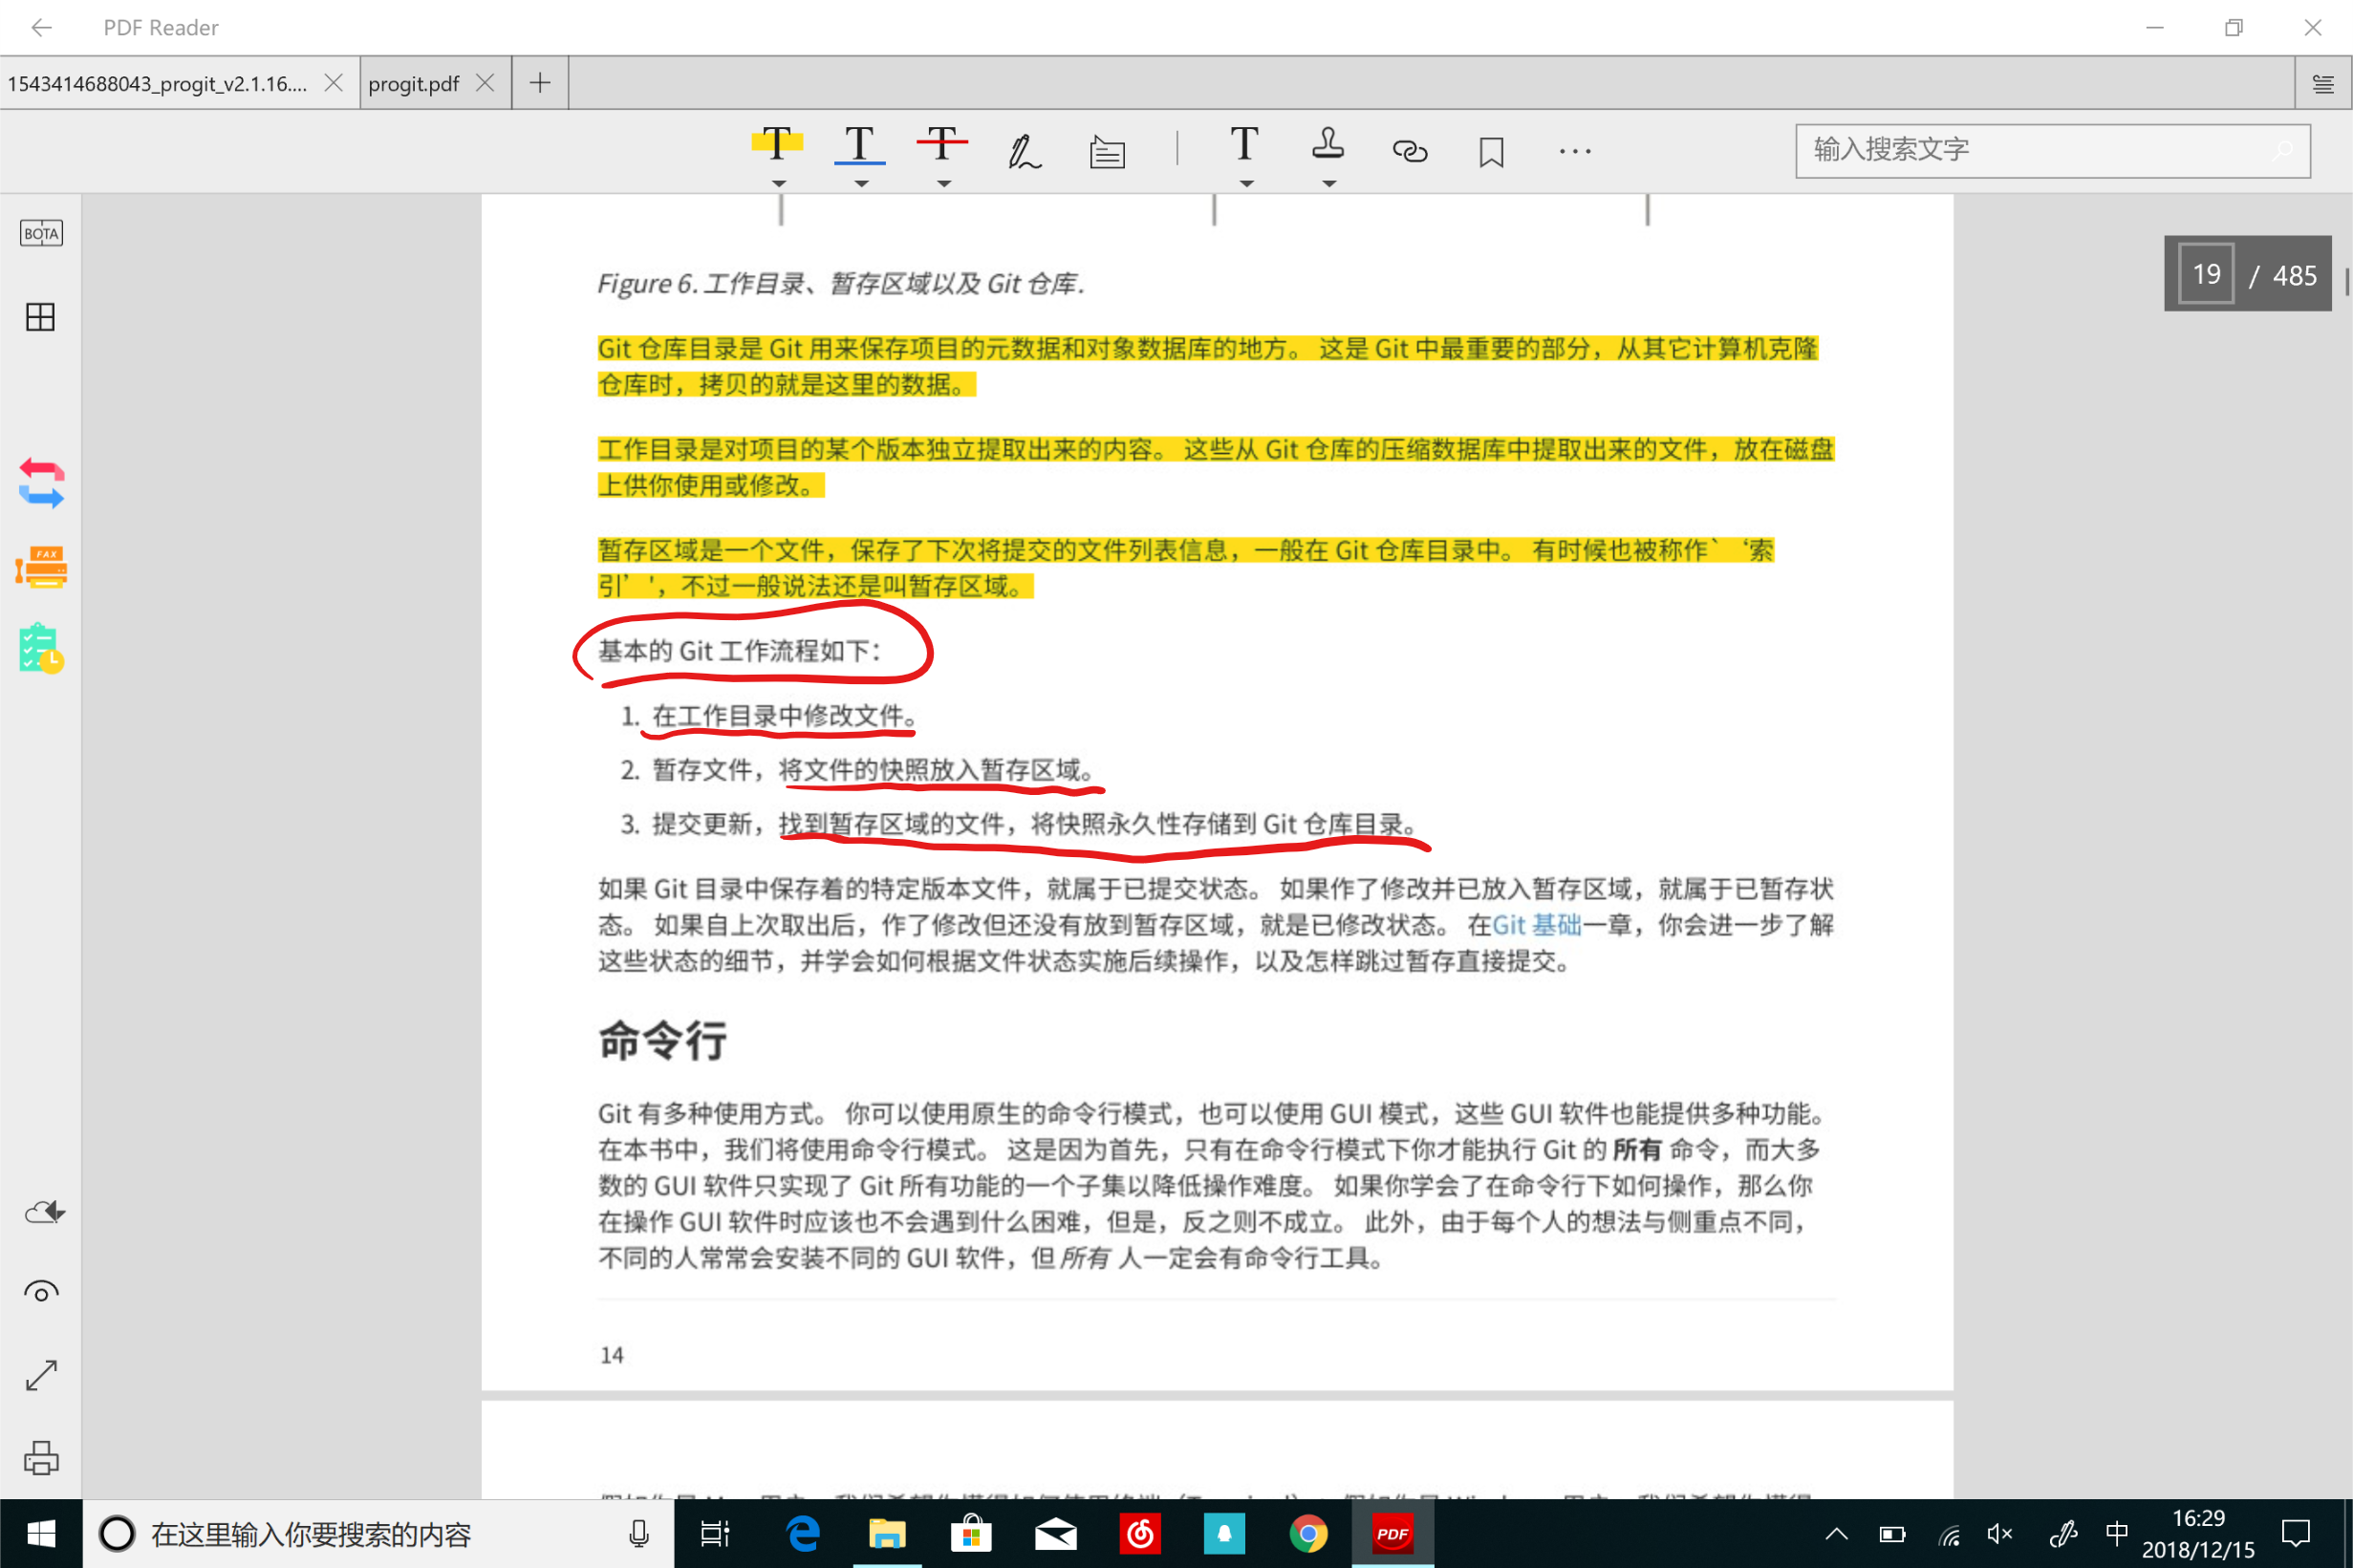 PDF Reader
1543414688043_progit_v2.1.16....
progit.pdf
输入搜索文字
BOTA
19 / 485
Figure 6. 工作目录、暂存区域以及 Git 仓库.
Git 仓库目录是 Git 用来保存项目的元数据和对象数据库的地方。 这是 Git 中最重要的部分，从其它计算机克隆
仓库时，拷贝的就是这里的数据。
工作目录是对项目的某个版本独立提取出来的内容。 这些从 Git 仓库的压缩数据库中提取出来的文件，放在磁盘
上供你使用或修改。
暂存区域是一个文件，保存了下次将提交的文件列表信息，一般在 Git 仓库目录中。 有时候也被称作`‘索
引’'，不过一般说法还是叫暂存区域。
FAX
基本的 Git 工作流程如下：
1. 在工作目录中修改文件。
2. 暂存文件，将文件的快照放入暂存区域。
3. 提交更新，找到暂存区域的文件，将快照永久性存储到 Git 仓库目录。
如果 Git 目录中保存着的特定版本文件，就属于已提交状态。 如果作了修改并已放入暂存区域，就属于已暂存状
态。 如果自上次取出后，作了修改但还没有放到暂存区域，就是已修改状态。 在Git 基础一章，你会进一步了解
这些状态的细节，并学会如何根据文件状态实施后续操作，以及怎样跳过暂存直接提交。
命令行
Git 有多种使用方式。 你可以使用原生的命令行模式，也可以使用 GUI 模式，这些 GUI 软件也能提供多种功能。
在本书中，我们将使用命令行模式。 这是因为首先，只有在命令行模式下你才能执行 Git 的 所有 命令，而大多
数的 GUI 软件只实现了 Git 所有功能的一个子集以降低操作难度。 如果你学会了在命令行下如何操作，那么你
在操作 GUI 软件时应该也不会遇到什么困难，但是，反之则不成立。 此外，由于每个人的想法与侧重点不同，
不同的人常常会安装不同的 GUI 软件，但 所有 人一定会有命令行工具。
14
在这里输入你要搜索的内容
PDF
中
16:29
2018/12/15